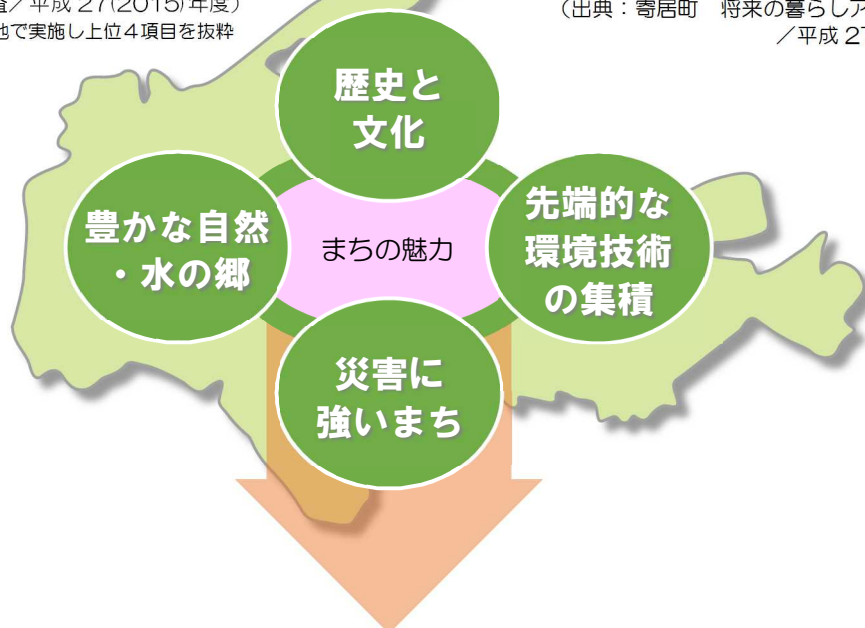 査／平成27(2015)年度）
地で実施し上位４項目を抜粋
（出典：寄居町　将来の暮らしア
／平成2
歴史と
文化
豊かな自然
・水の郷
まちの魅力
先端的な
環境技術
の集積
災害に
強いまち